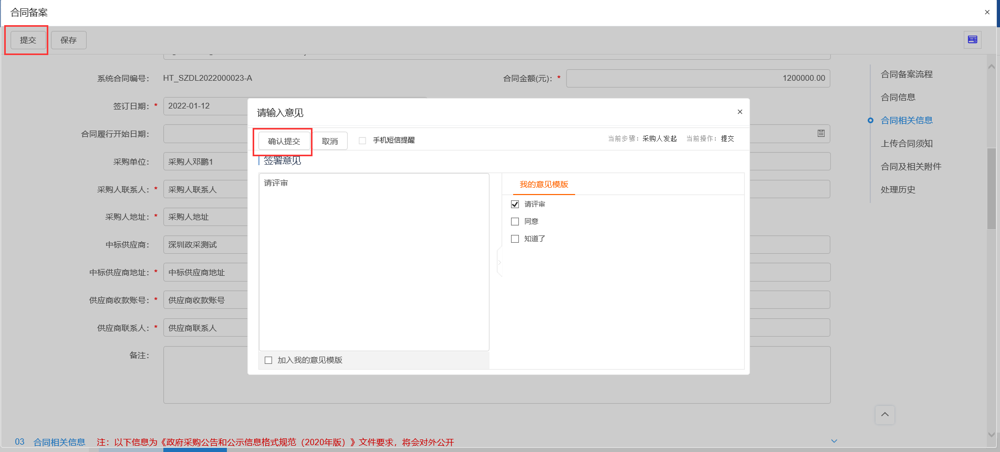 合同备案
×
提交 保存
系统合同编号： HT_SZDL2022000023-A 合同金额(元)： * 1200000.00
签订日期： * 2022-01-12
合同履行开始日期：
采购单位： 采购人邓鹏1
采购人联系人： * 采购人联系人
采购人地址： * 采购人地址
中标供应商： 深圳政采测试
中标供应商地址： * 中标供应商地址
供应商收款账号： * 供应商收款账号
供应商联系人： * 供应商联系人
备注：
请输入意见
×
确认提交 取消 手机短信提醒 当前步骤：采购人发起 当前操作：提交
签署意见
请评审
加入我的意见模版
我的意见模版
请评审
同意
知道了
合同备案流程
合同信息
合同相关信息
上传合同须知
合同及相关附件
处理历史
03 合同相关信息 注：以下信息为《政府采购公告和公示信息格式规范（2020年版）》文件要求，将会对外公开